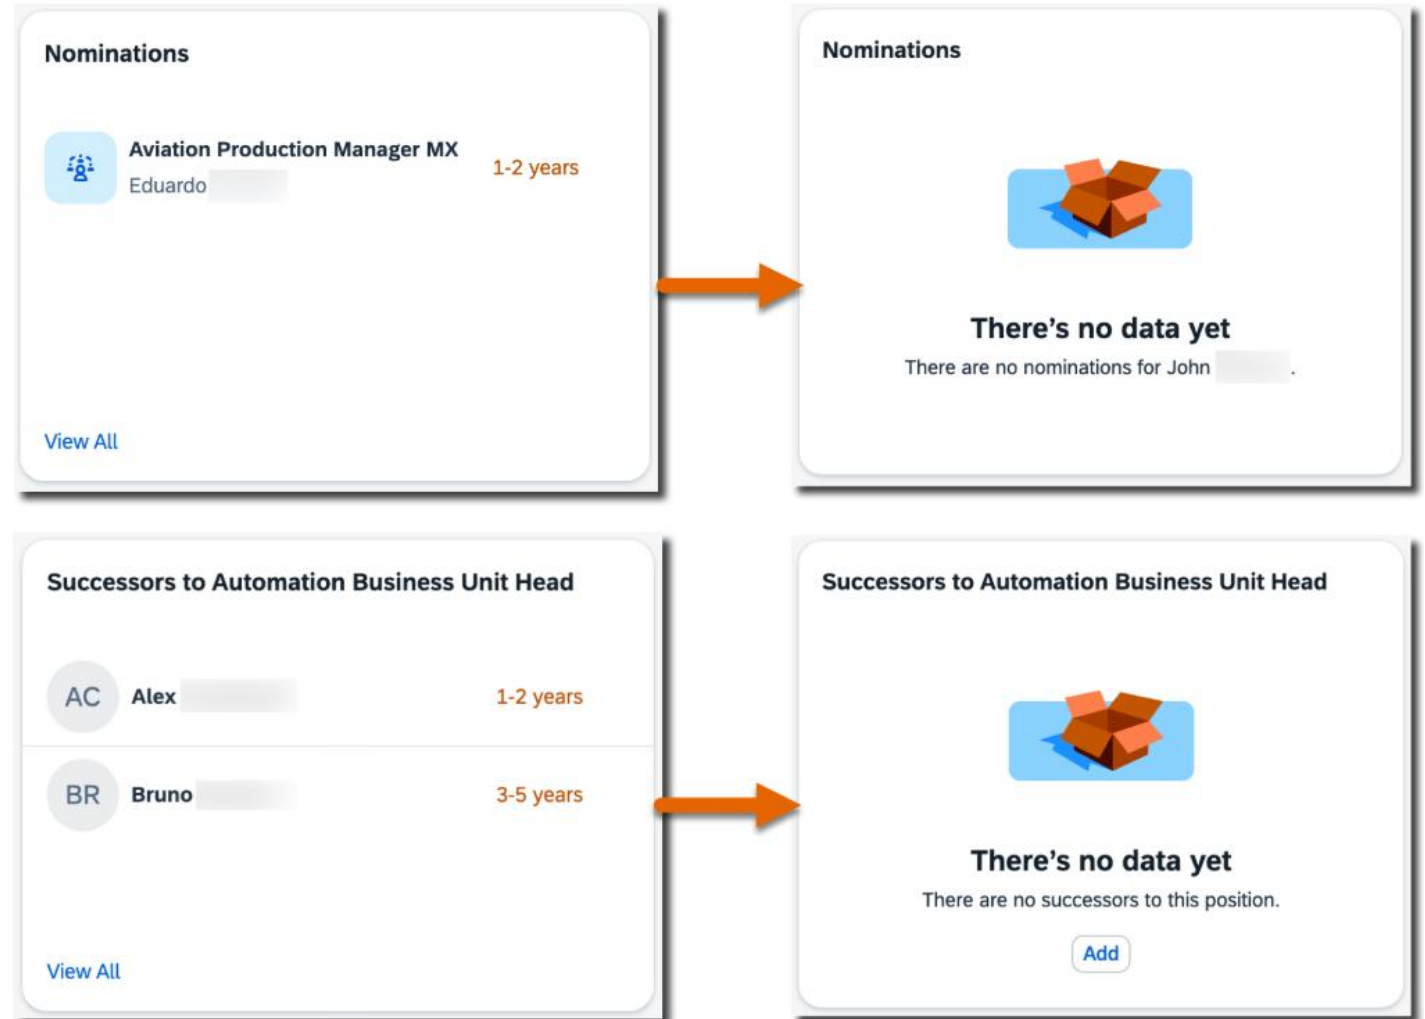 Nominations
Aviation Production Manager MX
Eduardo
1-2 years
View All
Nominations
There's no data yet
There are no nominations for John .
Successors to Automation Business Unit Head
AC Alex 1-2 years
BR Bruno 3-5 years
View All
Successors to Automation Business Unit Head
There's no data yet
There are no successors to this position.
Add